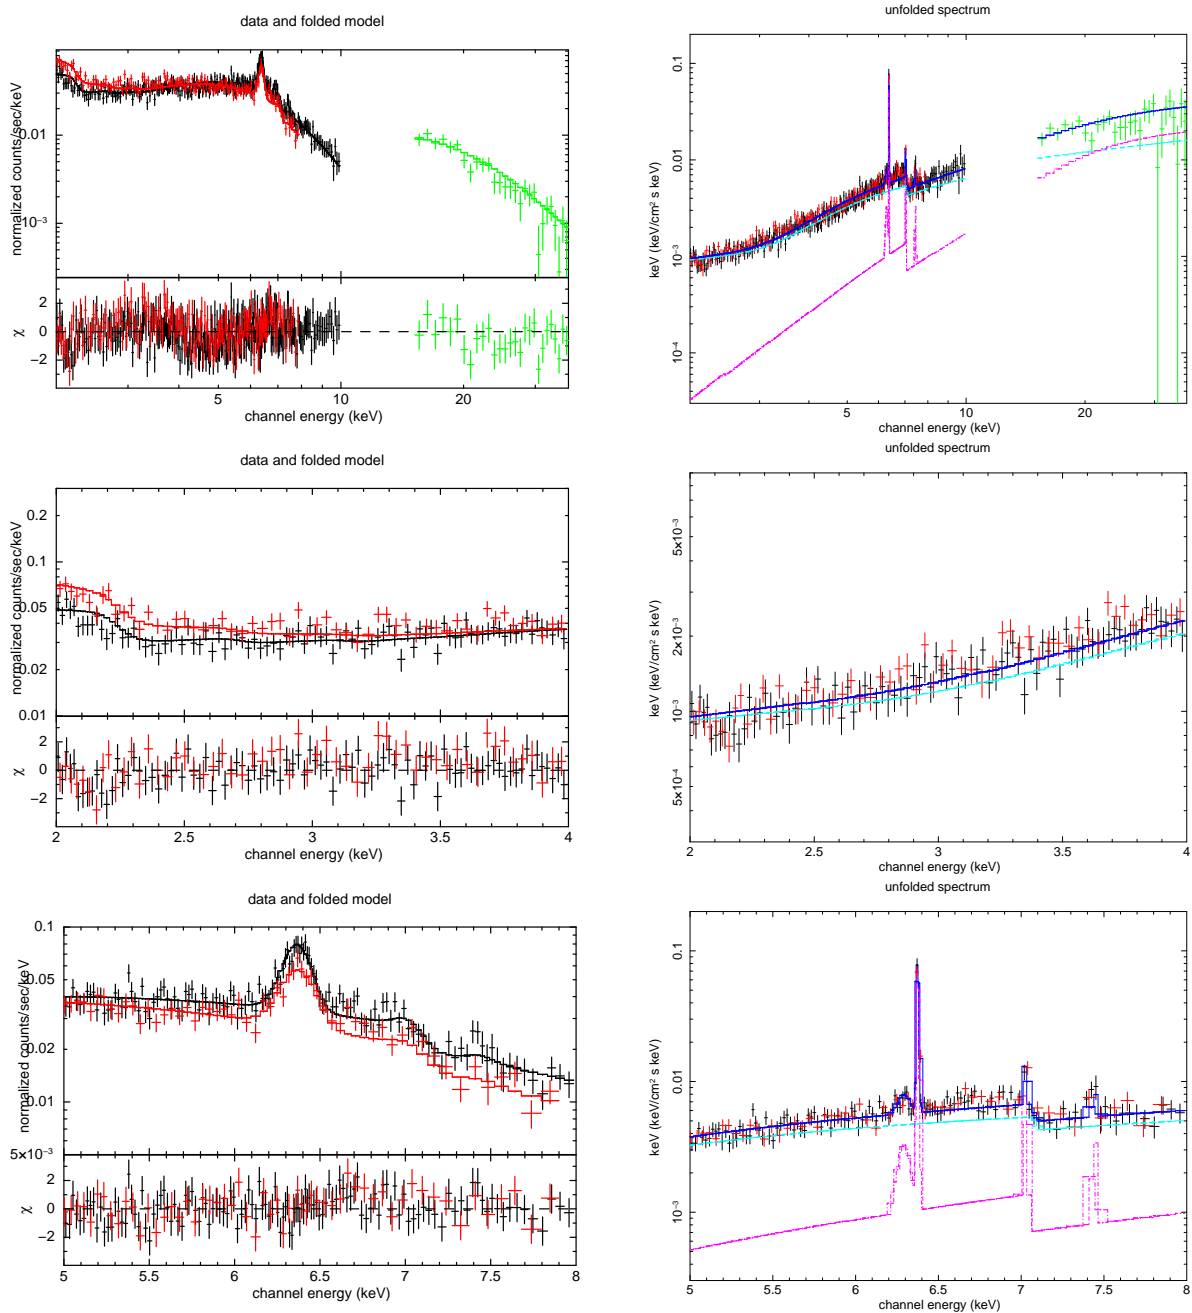 data and folded model
normalized counts/sec/keV
0.01
10⁻³
χ
2
0
−2
5
10
20
channel energy (keV)
unfolded spectrum
keV (keV/cm² s keV)
0.1
0.01
10⁻³
10⁻⁴
5
10
20
channel energy (keV)
data and folded model
normalized counts/sec/keV
0.2
0.1
0.05
0.02
0.01
χ
2
0
−2
2
2.5
3
3.5
4
channel energy (keV)
unfolded spectrum
keV (keV/cm² s keV)
5×10⁻³
2×10⁻³
10⁻³
5×10⁻⁴
2
2.5
3
3.5
4
channel energy (keV)
data and folded model
normalized counts/sec/keV
0.1
0.05
0.02
0.01
5×10⁻³
χ
2
0
−2
5
5.5
6
6.5
7
7.5
8
channel energy (keV)
unfolded spectrum
keV (keV/cm² s keV)
0.1
0.01
10⁻³
5
5.5
6
6.5
7
7.5
8
channel energy (keV)